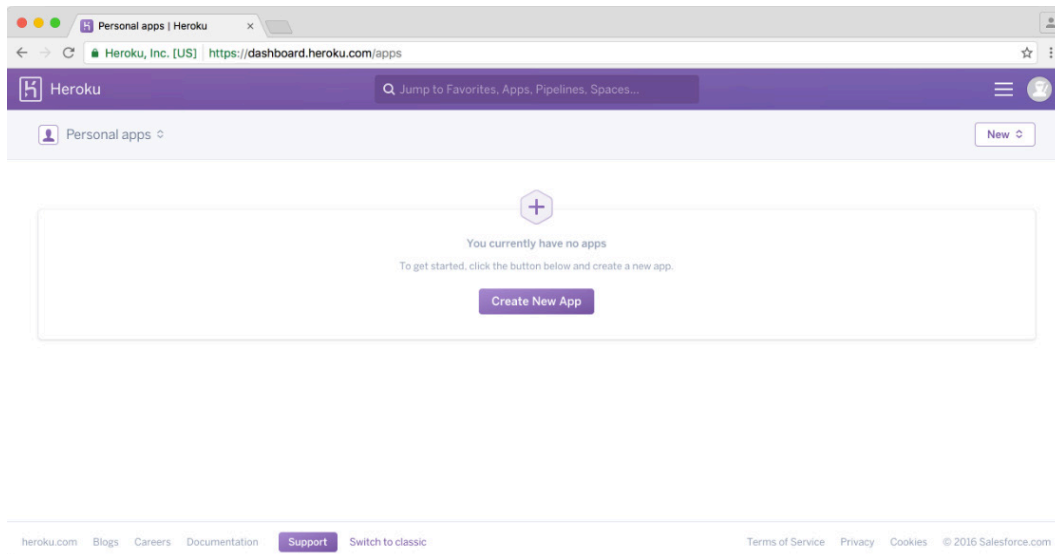 Personal apps | Heroku
Heroku, Inc. [US] https://dashboard.heroku.com/apps
Heroku Jump to Favorites, Apps, Pipelines, Spaces...
Personal apps New
You currently have no apps
To get started, click the button below and create a new app.
Create New App
heroku.com Blogs Careers Documentation Support Switch to classic Terms of Service Privacy Cookies © 2016 Salesforce.com